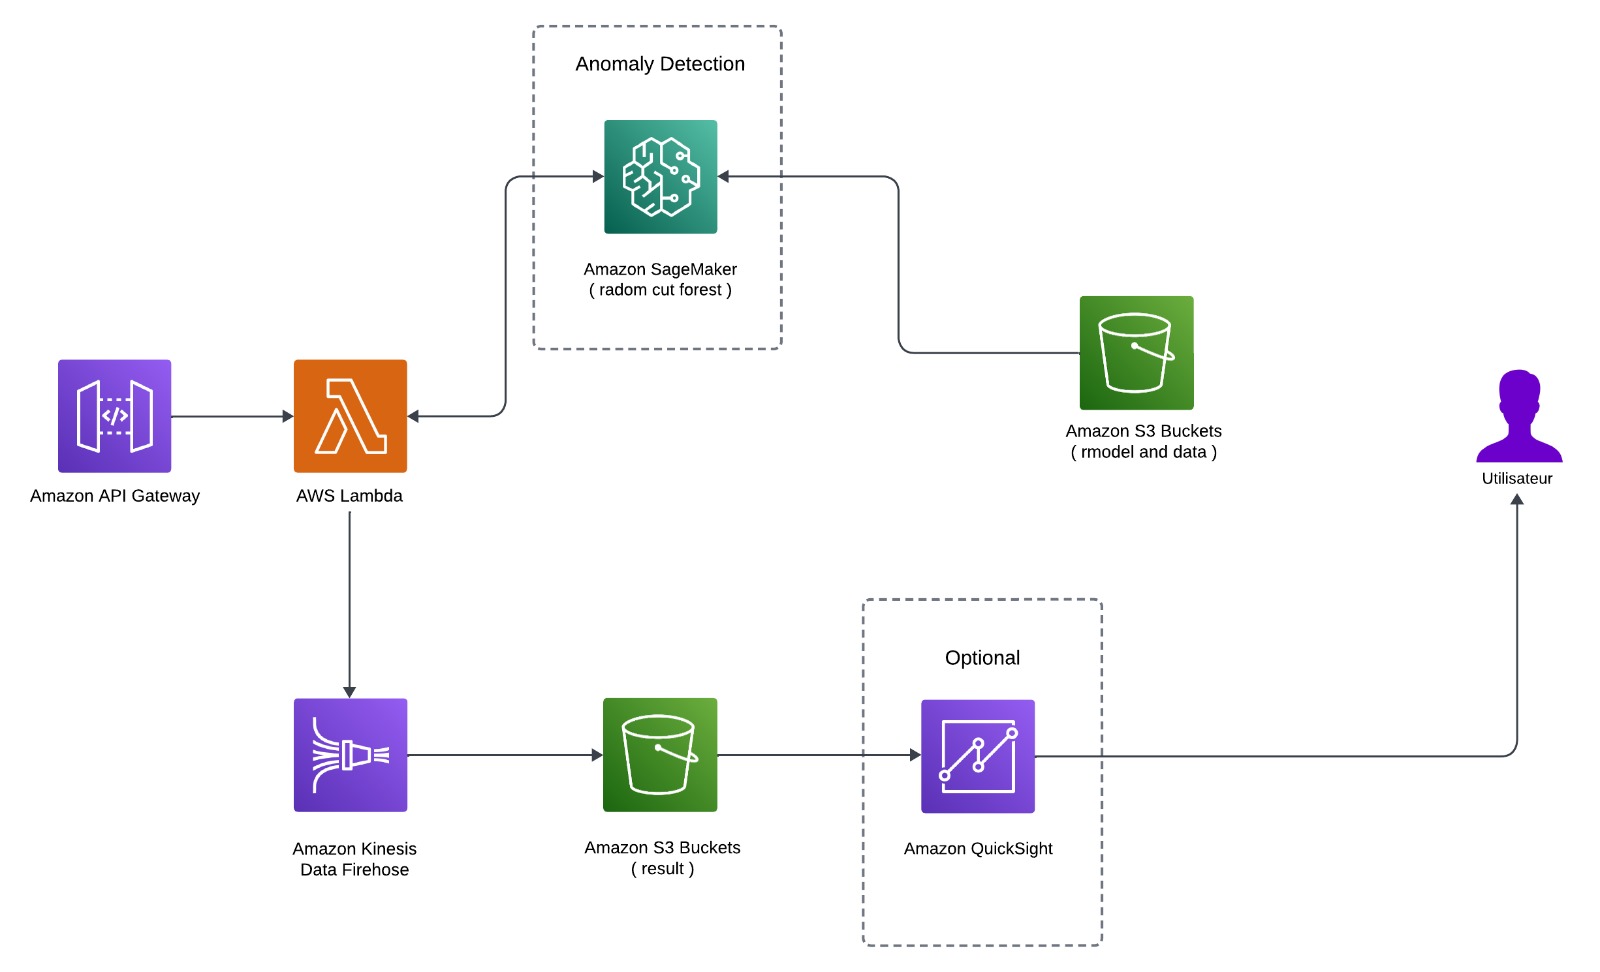 Anomaly Detection
Amazon SageMaker
( radom cut forest )
Amazon S3 Buckets
( rmodel and data )
Utilisateur
Amazon API Gateway
</>
AWS Lambda
Optional
Amazon Kinesis
Data Firehose
Amazon S3 Buckets
( result )
Amazon QuickSight